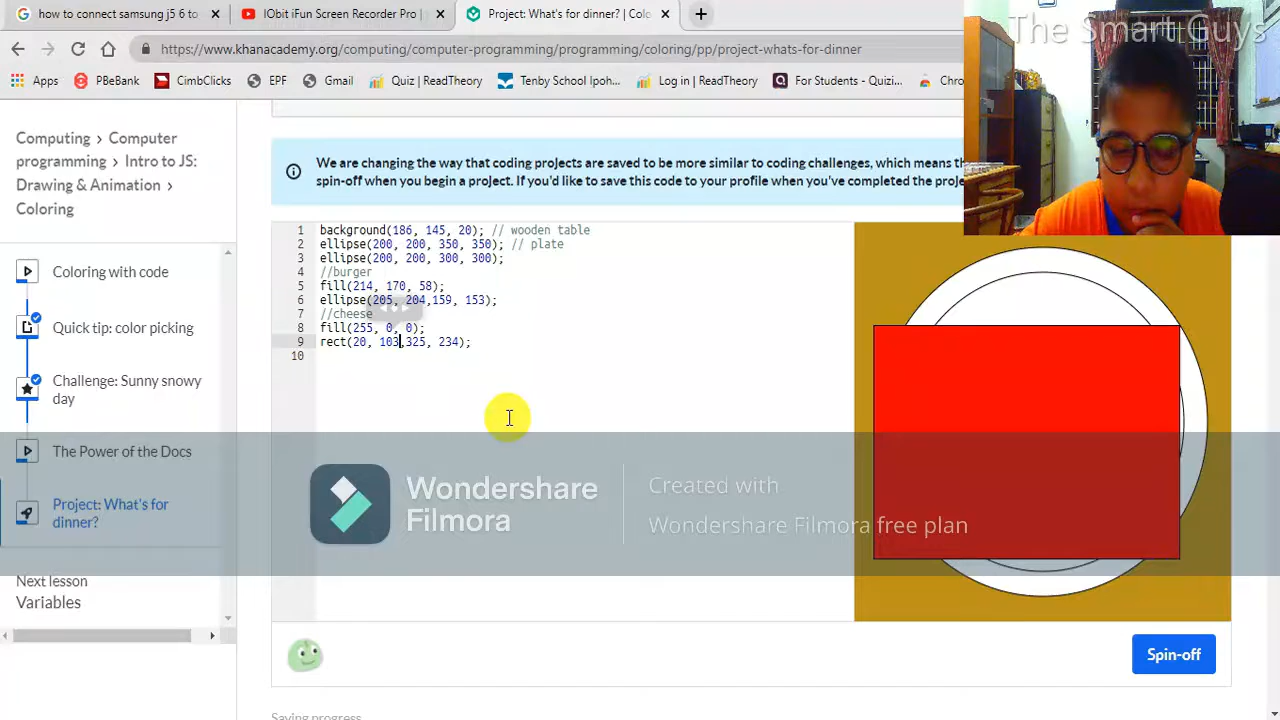 how to connect samsung j5 6 to
IObit iFun Screen Recorder
Project: What's for dinner? | Co
https://www.khanacademy.org/computing/computer-programming/programming/coloring/pp/project-whats-for-dinner
Apps
PBeBank
CimbClicks
EPF
Smail
Quiz | ReadTheory
Tenby School Ipoh...
Log in | ReadTheory
For Students - Quizi...
Chro
The Smart Guys
Computing > Computer
programming > Intro to JS:
Drawing & Animation >
Coloring
Coloring with code
Quick tip: color picking
Challenge: Sunny snowy
day
The Power of the Docs
Project: What's for
dinner?
Next lesson
Variables
We are changing the way that coding projects are saved to be more similar to coding challenges, which means th
spin-off when you begin a project. If you'd like to save this code to your profile when you've completed the proje
1 background(186, 142, 20); // wooden table
2 ellipse(200, 200, 350, 350); // plate
3 ellipse(200, 200, 300, 300);
4 //burger
5 fill(214, 170, 58);
6 ellipse(205, 204,159, 153);
7 //cheese
8 fill(255, 0, 0);
9 rect(20, 103,325, 234);
10
Wondershare
Filmora
Created with
Wondershare Filmora free plan
Spin-off
Saving progress